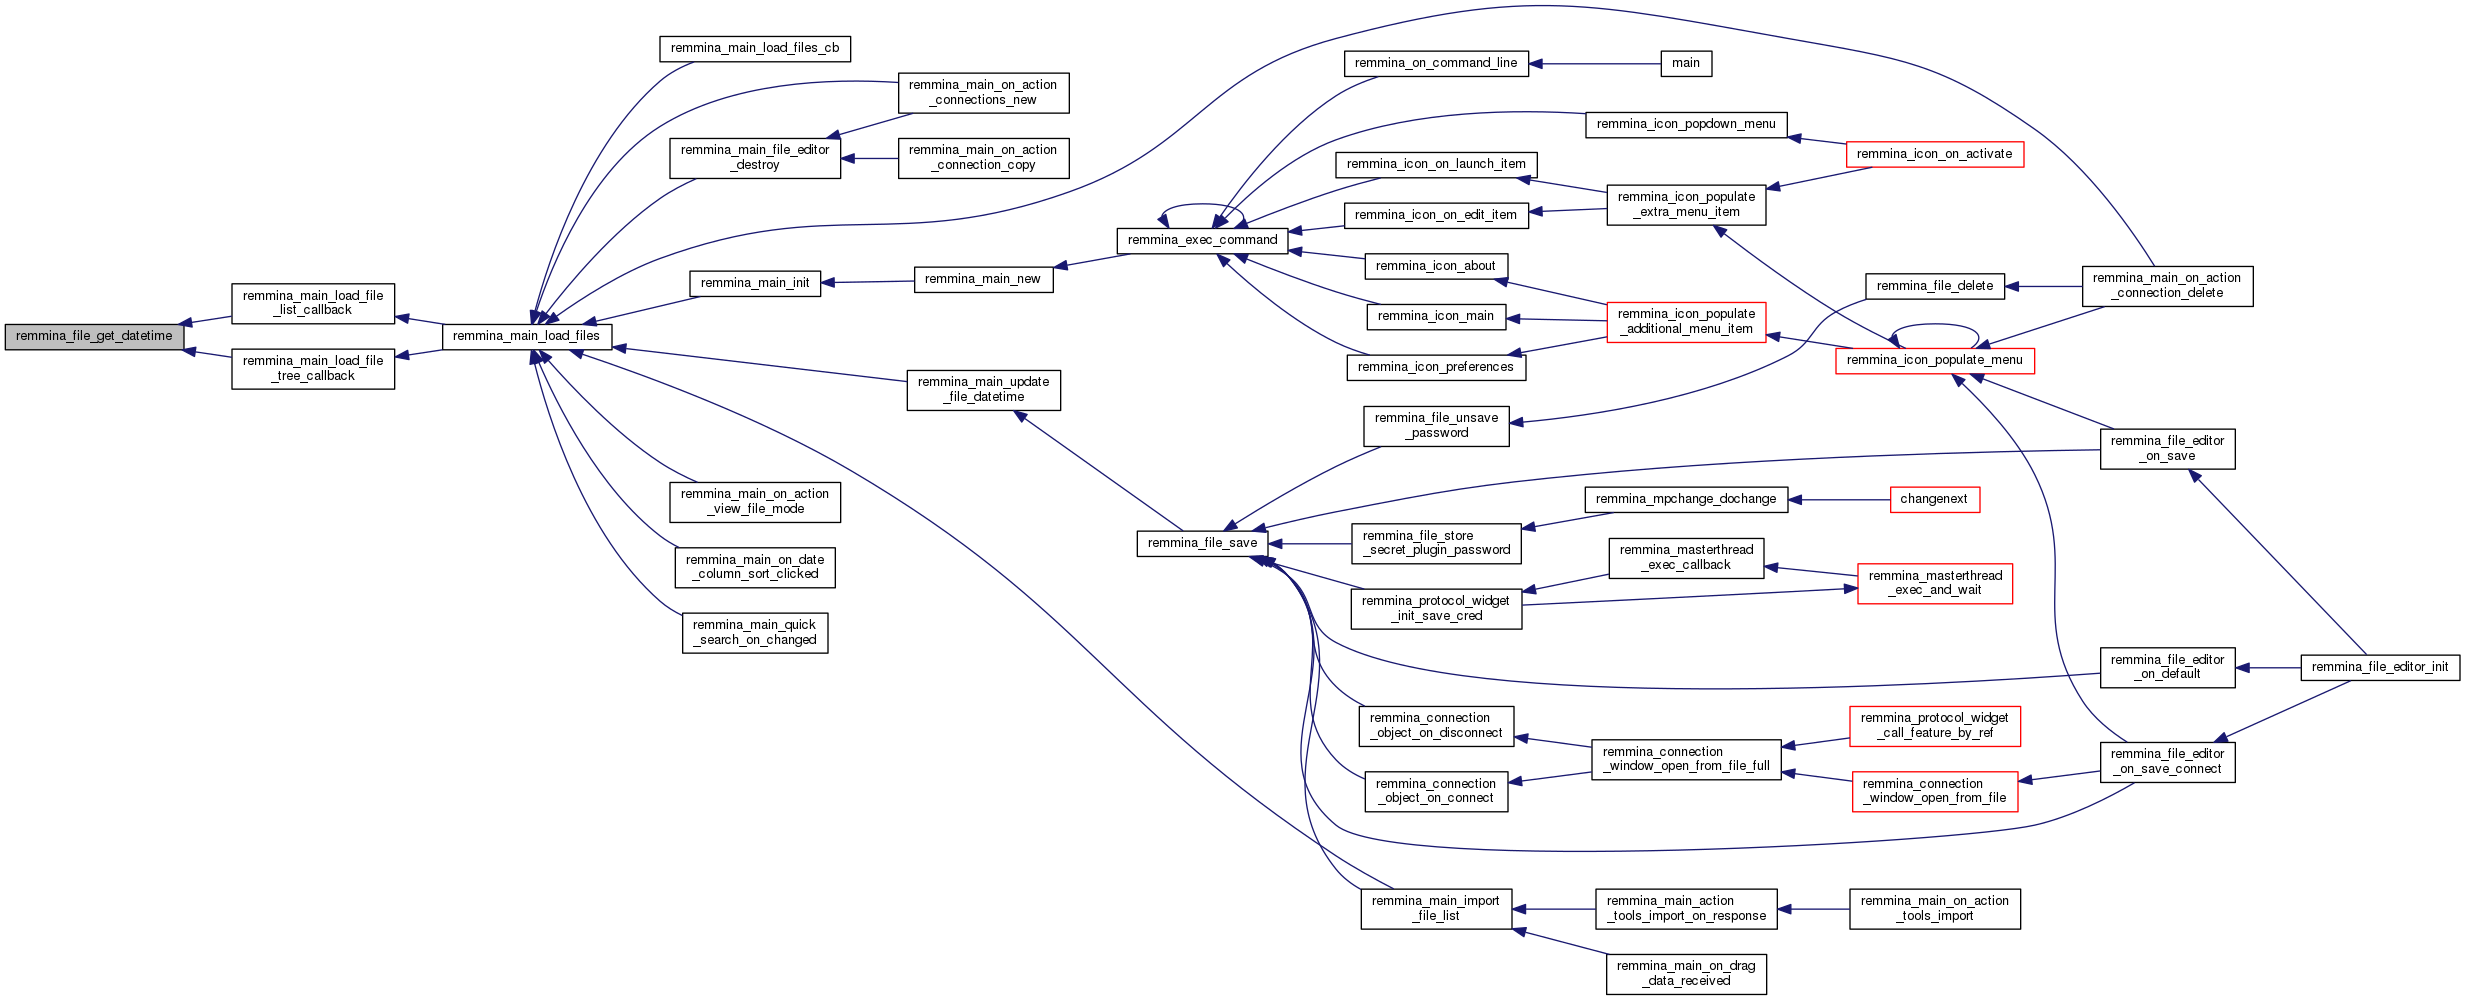 remmina_file_get_datetime
remmina_main_load_file
_list_callback
remmina_main_load_file
_tree_callback
remmina_main_load_files
remmina_main_load_files_cb
remmina_main_on_action
_connections_new
remmina_main_file_editor
_destroy
remmina_main_on_action
_connection_copy
remmina_main_init
remmina_main_new
remmina_main_update
_file_datetime
remmina_main_on_action
_view_file_mode
remmina_main_on_date
_column_sort_clicked
remmina_main_quick
_search_on_changed
remmina_exec_command
remmina_file_save
remmina_on_command_line
main
remmina_icon_popdown_menu
remmina_icon_on_launch_item
remmina_icon_on_activate
remmina_icon_populate
_extra_menu_item
remmina_icon_on_edit_item
remmina_icon_about
remmina_icon_main
remmina_icon_populate
_additional_menu_item
remmina_icon_preferences
remmina_file_delete
remmina_main_on_action
_connection_delete
remmina_icon_populate_menu
remmina_file_unsave
_password
remmina_file_editor
_on_save
remmina_mpchange_dochange
changenext
remmina_file_store
_secret_plugin_password
remmina_masterthread
_exec_callback
remmina_masterthread
_exec_and_wait
remmina_protocol_widget
_init_save_cred
remmina_file_editor
_on_default
remmina_file_editor_init
remmina_connection
_object_on_disconnect
remmina_connection
_window_open_from_file_full
remmina_protocol_widget
_call_feature_by_ref
remmina_connection
_object_on_connect
remmina_connection
_window_open_from_file
remmina_file_editor
_on_save_connect
remmina_main_import
_file_list
remmina_main_action
_tools_import_on_response
remmina_main_on_action
_tools_import
remmina_main_on_drag
_data_received